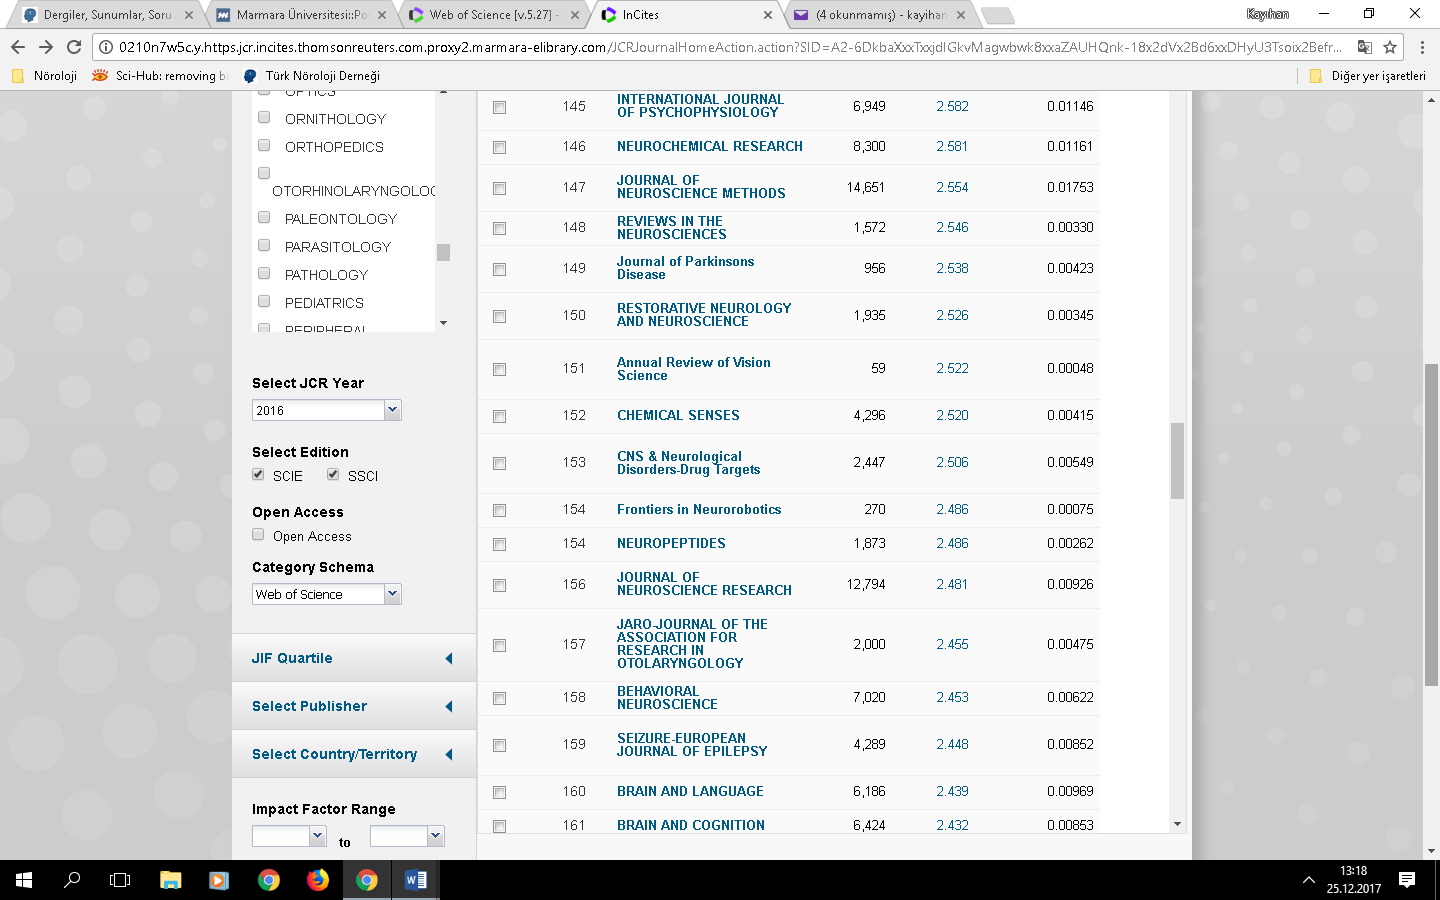 Dergiler, Sunumlar, Soru
Marmara Üniversitesi::Po
Web of Science [v.5.27] -
InCites
(4 okunmamış) - kayihan
Kayıhan
0210n7w5c.y.https.jcr.incites.thomsonreuters.com.proxy2.marmara-elibrary.com/JCRJournalHomeAction.action?SID=A2-6DkbaXxxTxxjdIGkvMagwbwk8xxaZAUHQnk-18x2dVx2Bd6xxDHyU3Tsoix2Befr...
Nöroloji
Sci-Hub: removing b
Türk Nöroloji Derneği
Diğer yer işaretleri
OPTICS
ORNITHOLOGY
ORTHOPEDICS
OTORHINOLARYNGOLOG
PALEONTOLOGY
PARASITOLOGY
PATHOLOGY
PEDIATRICS
PERIPHERAL
Select JCR Year
2016
Select Edition
SCIE SSCI
Open Access
Open Access
Category Schema
Web of Science
JIF Quartile
Select Publisher
Select Country/Territory
Impact Factor Range
to
145 INTERNATIONAL JOURNAL OF PSYCHOPHYSIOLOGY 6,949 2.582 0.01146
146 NEUROCHEMICAL RESEARCH 8,300 2.581 0.01161
147 JOURNAL OF NEUROSCIENCE METHODS 14,651 2.554 0.01753
148 REVIEWS IN THE NEUROSCIENCES 1,572 2.546 0.00330
149 Journal of Parkinsons Disease 956 2.538 0.00423
150 RESTORATIVE NEUROLOGY AND NEUROSCIENCE 1,935 2.526 0.00345
151 Annual Review of Vision Science 59 2.522 0.00048
152 CHEMICAL SENSES 4,296 2.520 0.00415
153 CNS & Neurological Disorders-Drug Targets 2,447 2.506 0.00549
154 Frontiers in Neurorobotics 270 2.486 0.00075
154 NEUROPEPTIDES 1,873 2.486 0.00262
156 JOURNAL OF NEUROSCIENCE RESEARCH 12,794 2.481 0.00926
157 JARO-JOURNAL OF THE ASSOCIATION FOR RESEARCH IN OTOLARYNGOLOGY 2,000 2.455 0.00475
158 BEHAVIORAL NEUROSCIENCE 7,020 2.453 0.00622
159 SEIZURE-EUROPEAN JOURNAL OF EPILEPSY 4,289 2.448 0.00852
160 BRAIN AND LANGUAGE 6,186 2.439 0.00969
161 BRAIN AND COGNITION 6,424 2.432 0.00853
13:18
25.12.2017